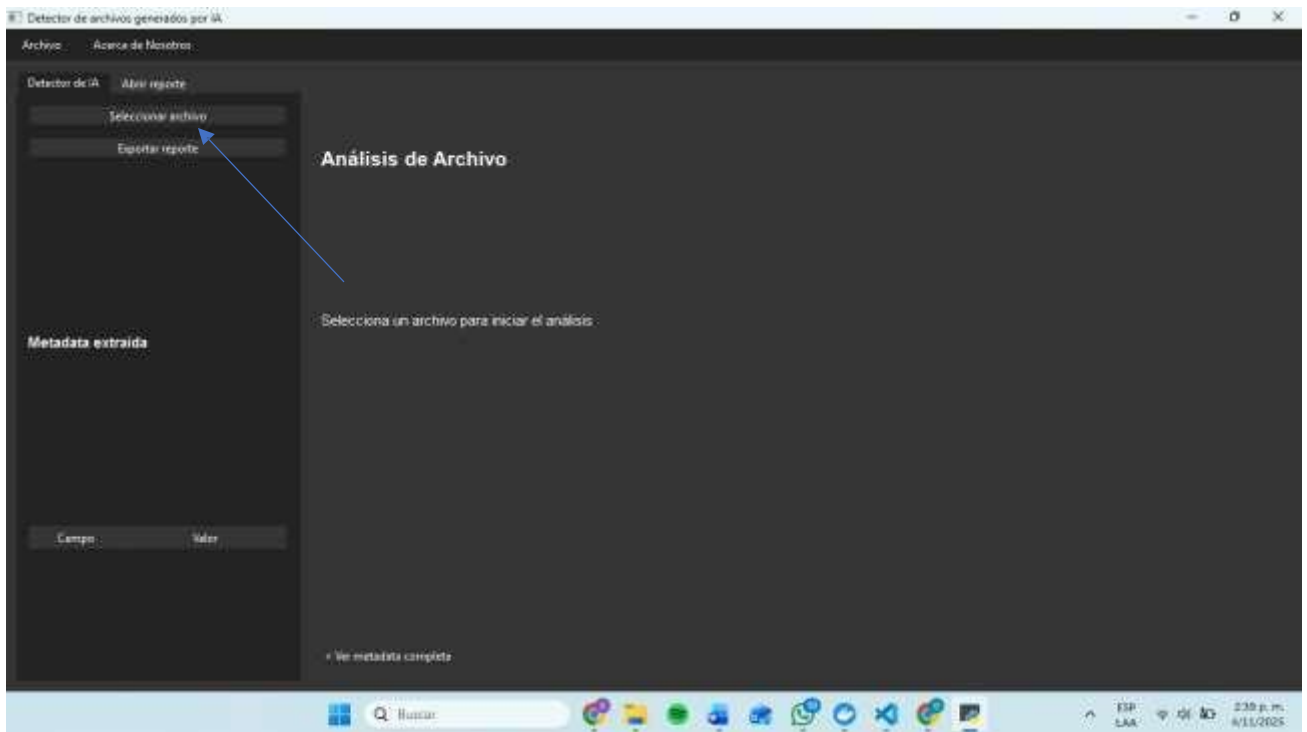 Detector de archivos generados por IA
Archivo Acerca de Nosotros
Detector de IA Abrir reporte
Seleccionar archivo
Exportar reporte
Análisis de Archivo
Selecciona un archivo para iniciar el análisis
Metadata extraida
Campo Valor
+ Ver metadata completa
Buscar
ESP
LAA
2:39 p. m.
4/11/2025